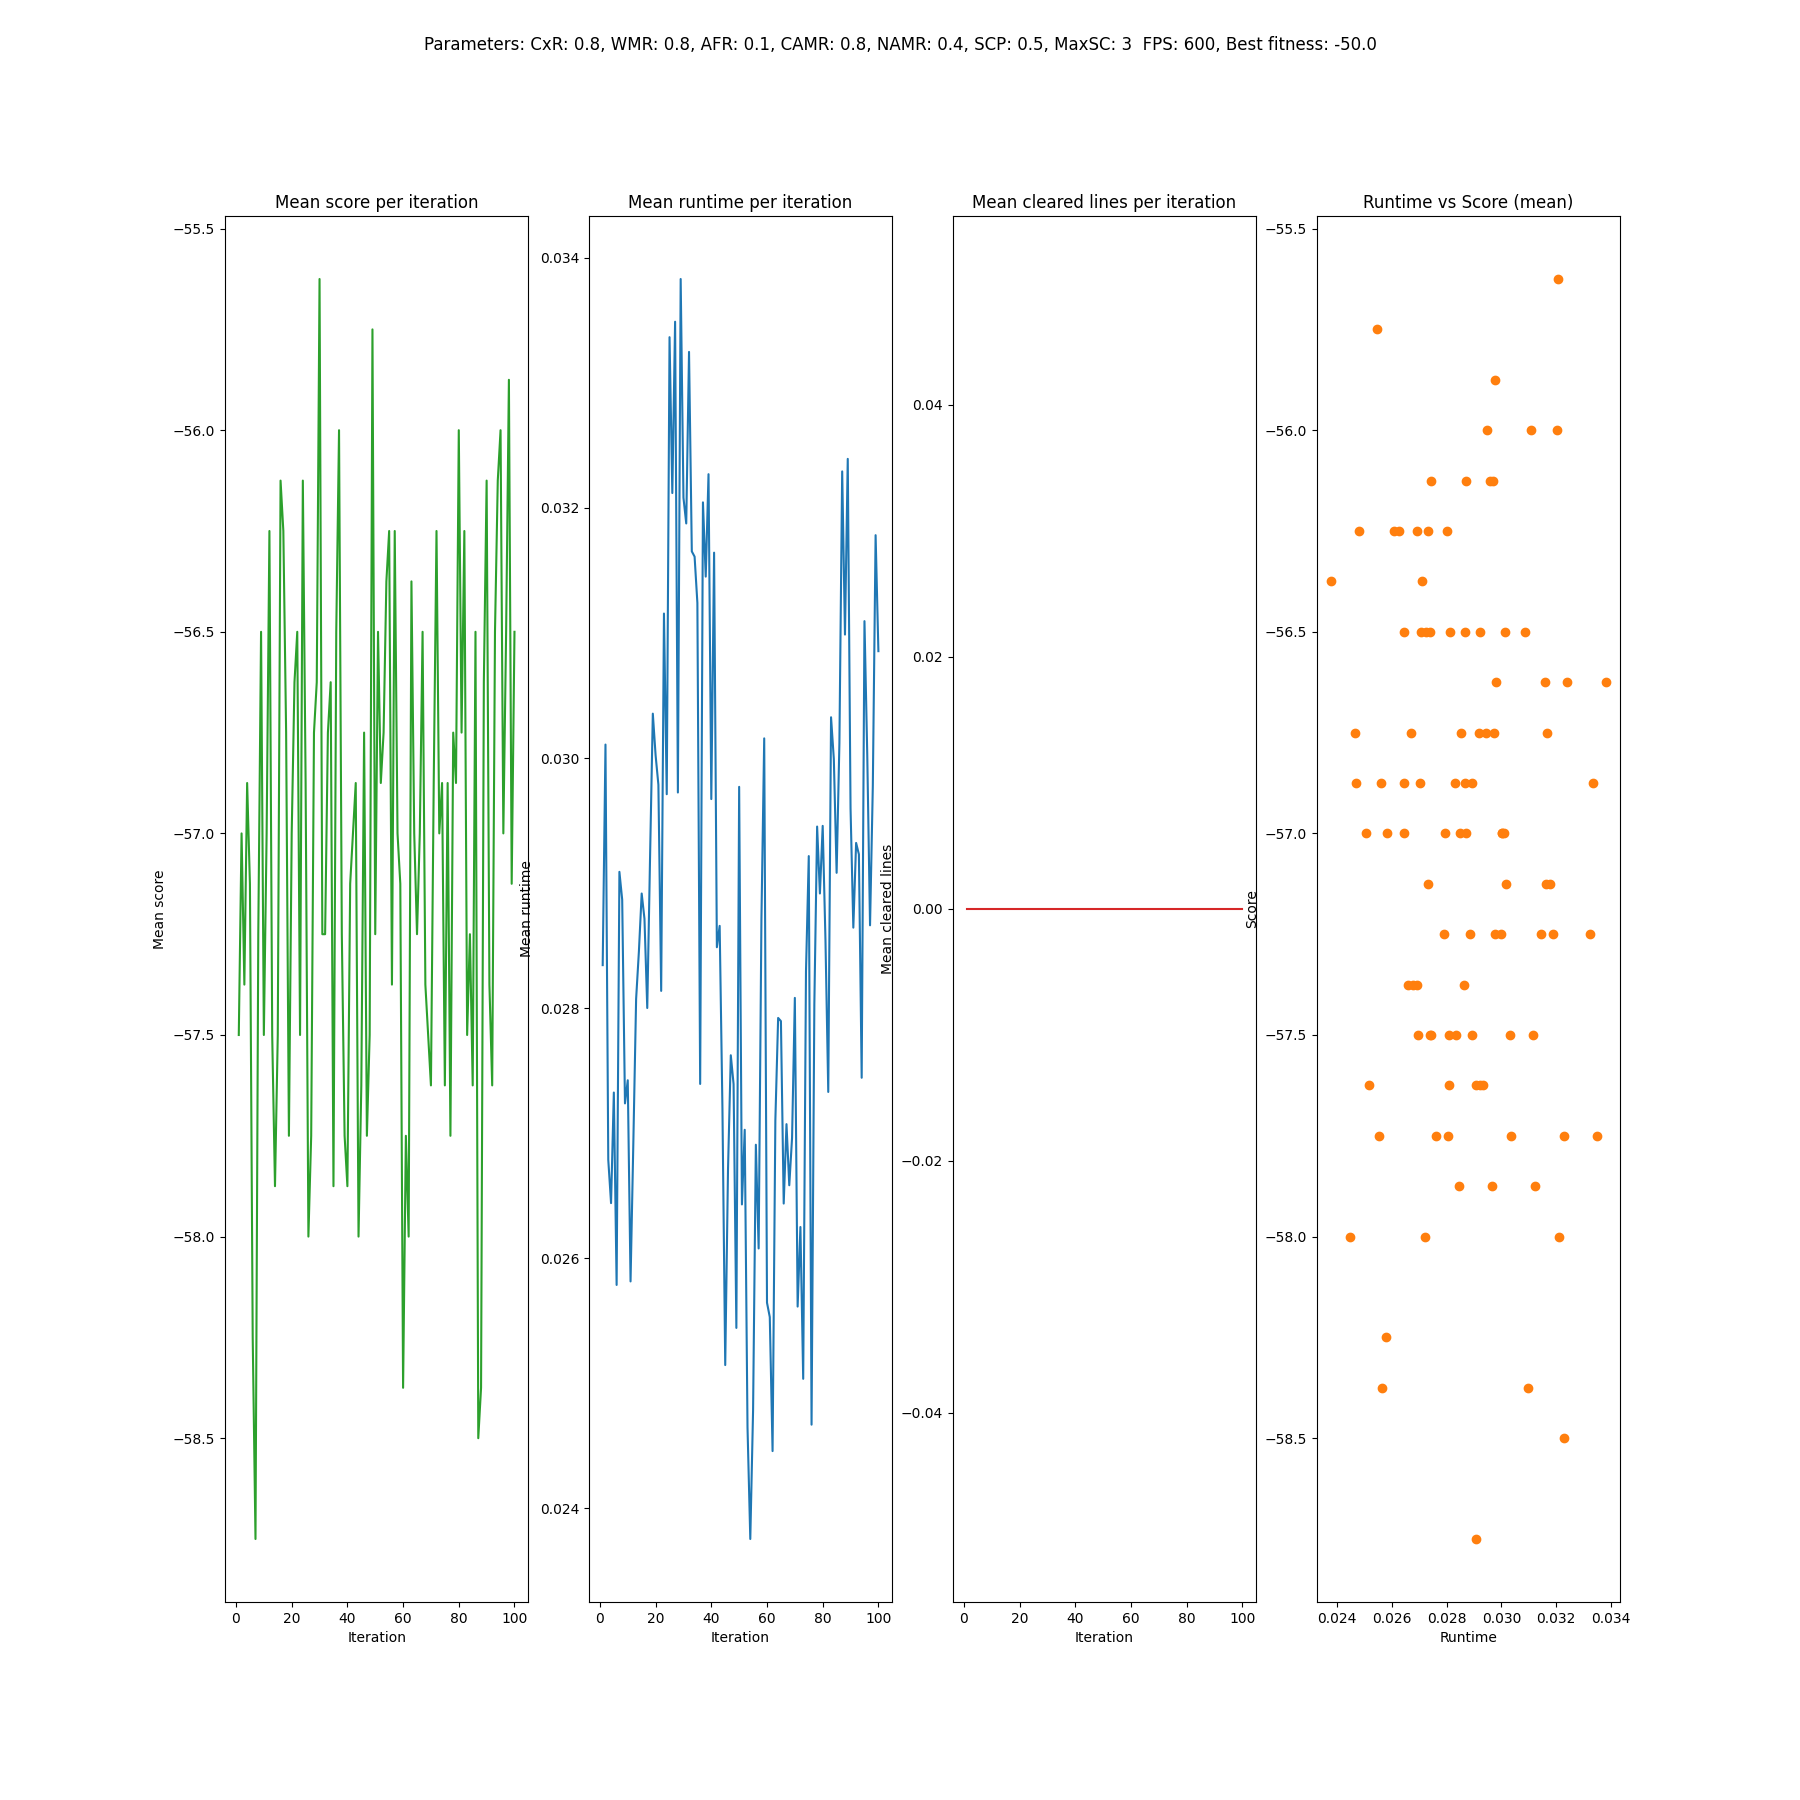 Parameters: CxR: 0.8, WMR: 0.8, AFR: 0.1, CAMR: 0.8, NAMR: 0.4, SCP: 0.5, MaxSC: 3  FPS: 600, Best fitness: -50.0
Mean score per iteration
−55.5
−56.0
−56.5
−57.0
−57.5
−58.0
−58.5
Mean score
0 20 40 60 80 100
Iteration
Mean runtime per iteration
0.034
0.032
0.030
0.028
0.026
0.024
Mean runtime
0 20 40 60 80 100
Iteration
Mean cleared lines per iteration
0.04
0.02
0.00
−0.02
−0.04
Mean cleared lines
0 20 40 60 80 100
Iteration
Runtime vs Score (mean)
−55.5
−56.0
−56.5
−57.0
−57.5
−58.0
−58.5
Score
0.024 0.026 0.028 0.030 0.032 0.034
Runtime